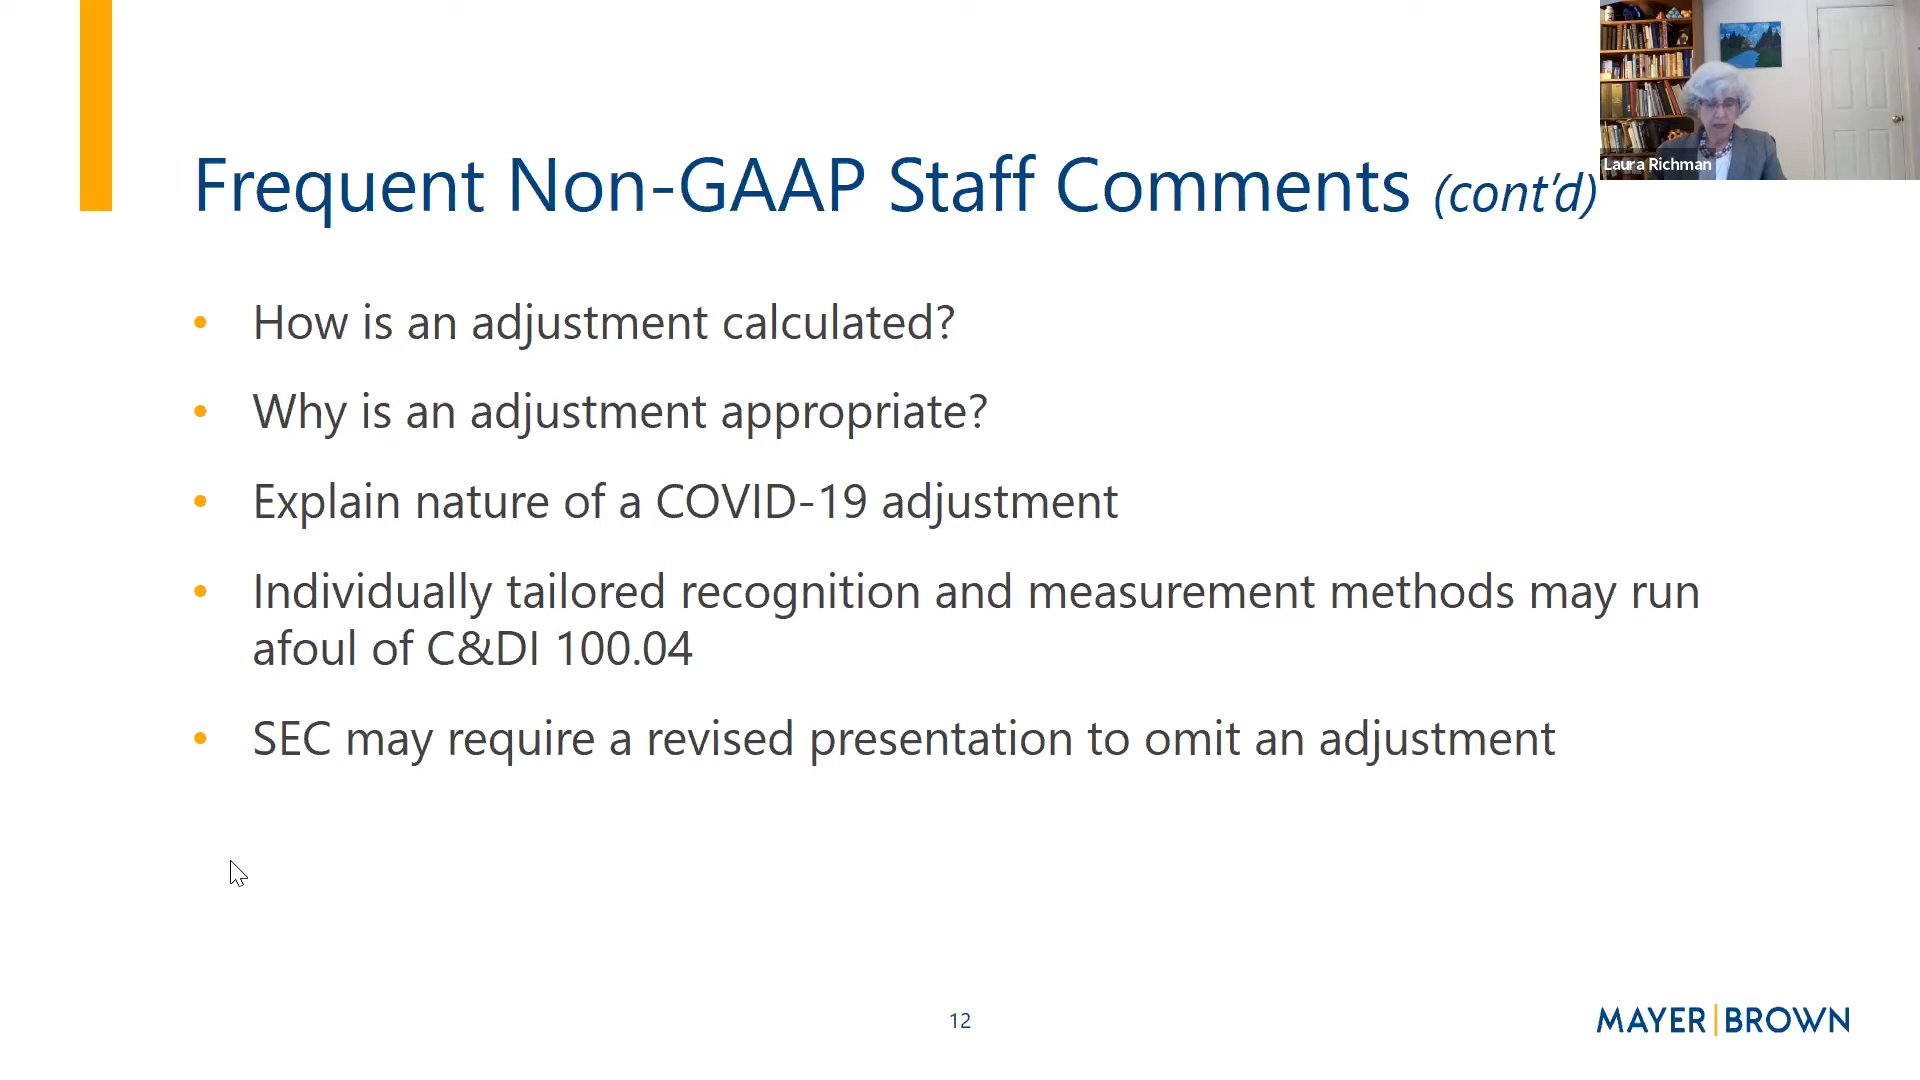 Laura Richman
Frequent Non-GAAP Staff Comments (cont’d)
• How is an adjustment calculated?
• Why is an adjustment appropriate?
• Explain nature of a COVID-19 adjustment
• Individually tailored recognition and measurement methods may run
afoul of C&DI 100.04
• SEC may require a revised presentation to omit an adjustment
12
MAYER|BROWN